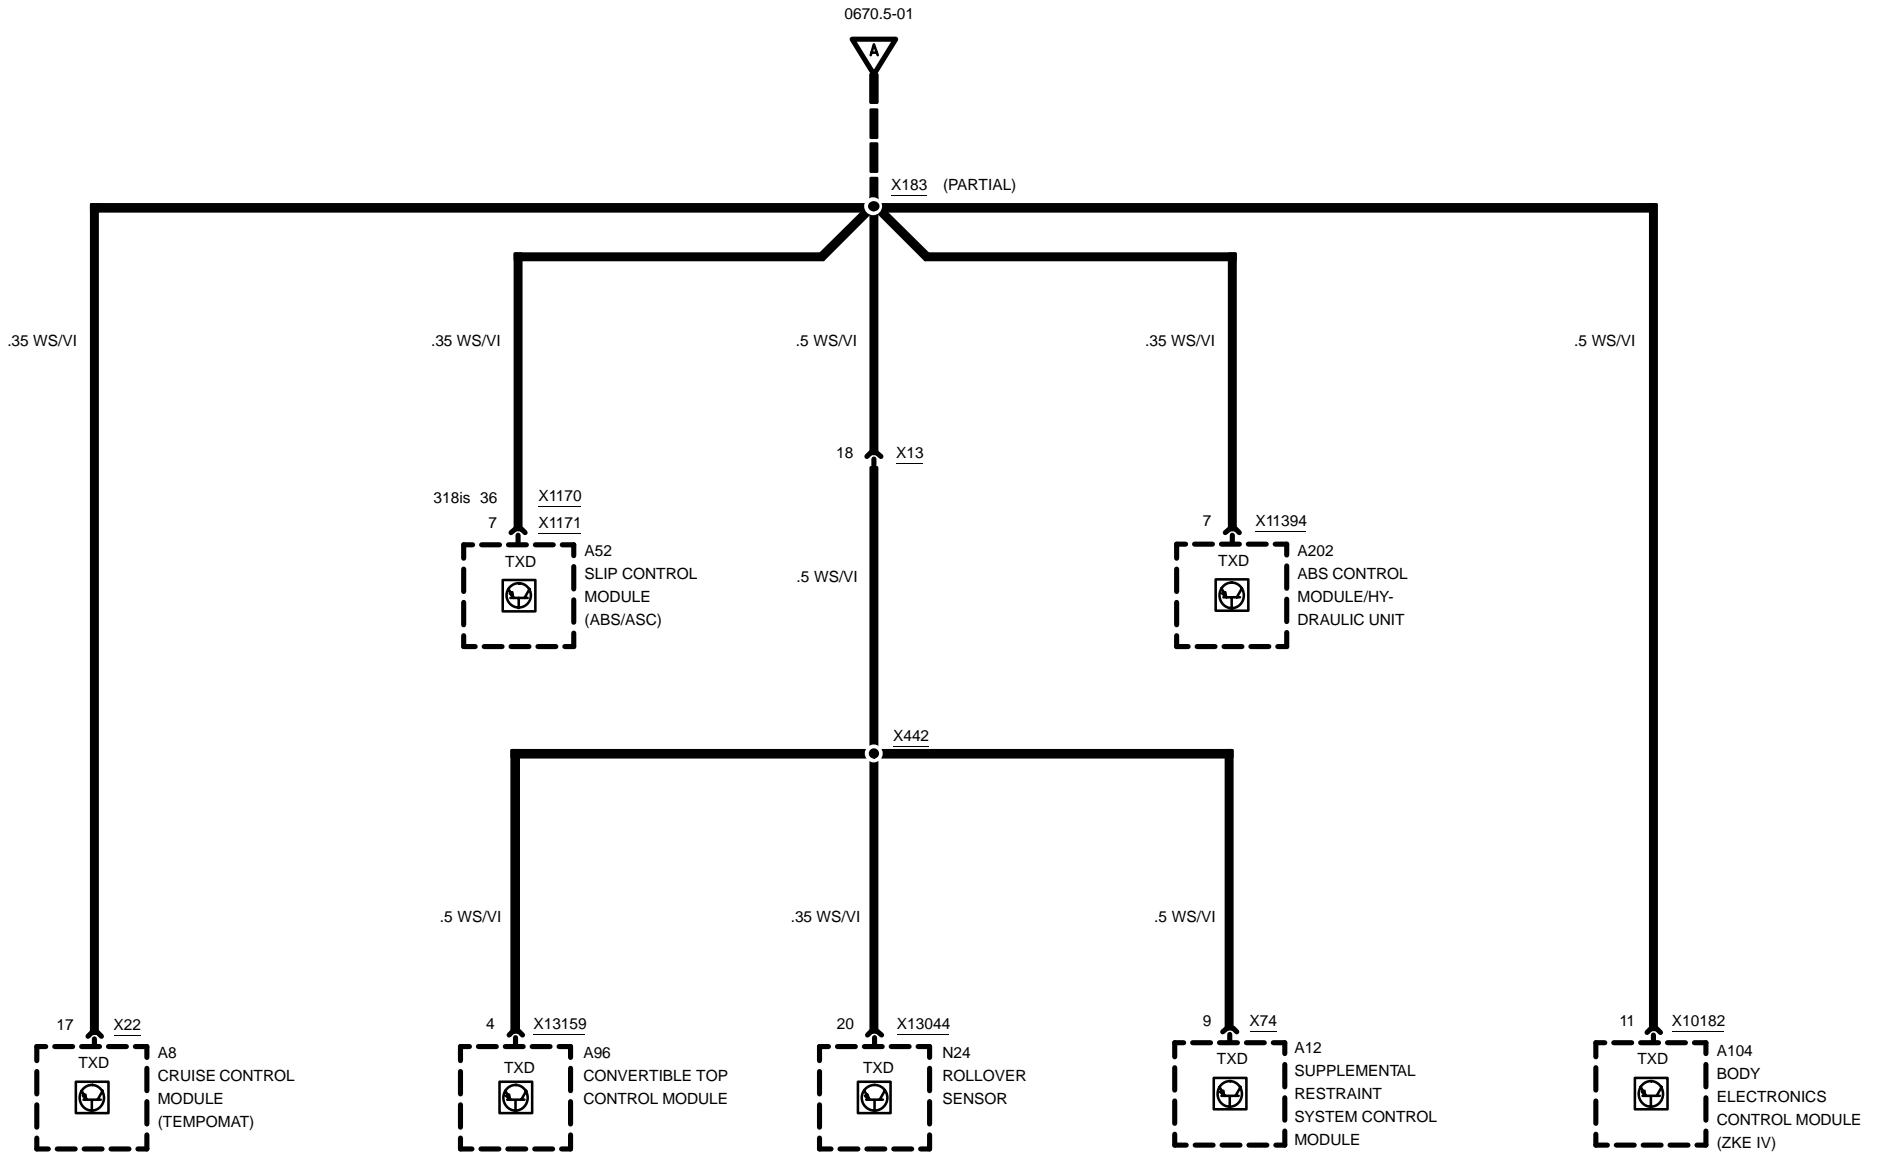 0670.5-01
A
X183 (PARTIAL)
.35 WS/VI
.35 WS/VI
.5 WS/VI
.35 WS/VI
.5 WS/VI
18 X13
318is 36 X1170
7 X1171
TXD
A52
SLIP CONTROL
MODULE
(ABS/ASC)
.5 WS/VI
7 X11394
TXD
A202
ABS CONTROL
MODULE/HY-
DRAULIC UNIT
X442
.5 WS/VI
.35 WS/VI
.5 WS/VI
17 X22
TXD
A8
CRUISE CONTROL
MODULE
(TEMPOMAT)
4 X13159
TXD
A96
CONVERTIBLE TOP
CONTROL MODULE
20 X13044
TXD
N24
ROLLOVER
SENSOR
9 X74
TXD
A12
SUPPLEMENTAL
RESTRAINT
SYSTEM CONTROL
MODULE
11 X10182
TXD
A104
BODY
ELECTRONICS
CONTROL MODULE
(ZKE IV)